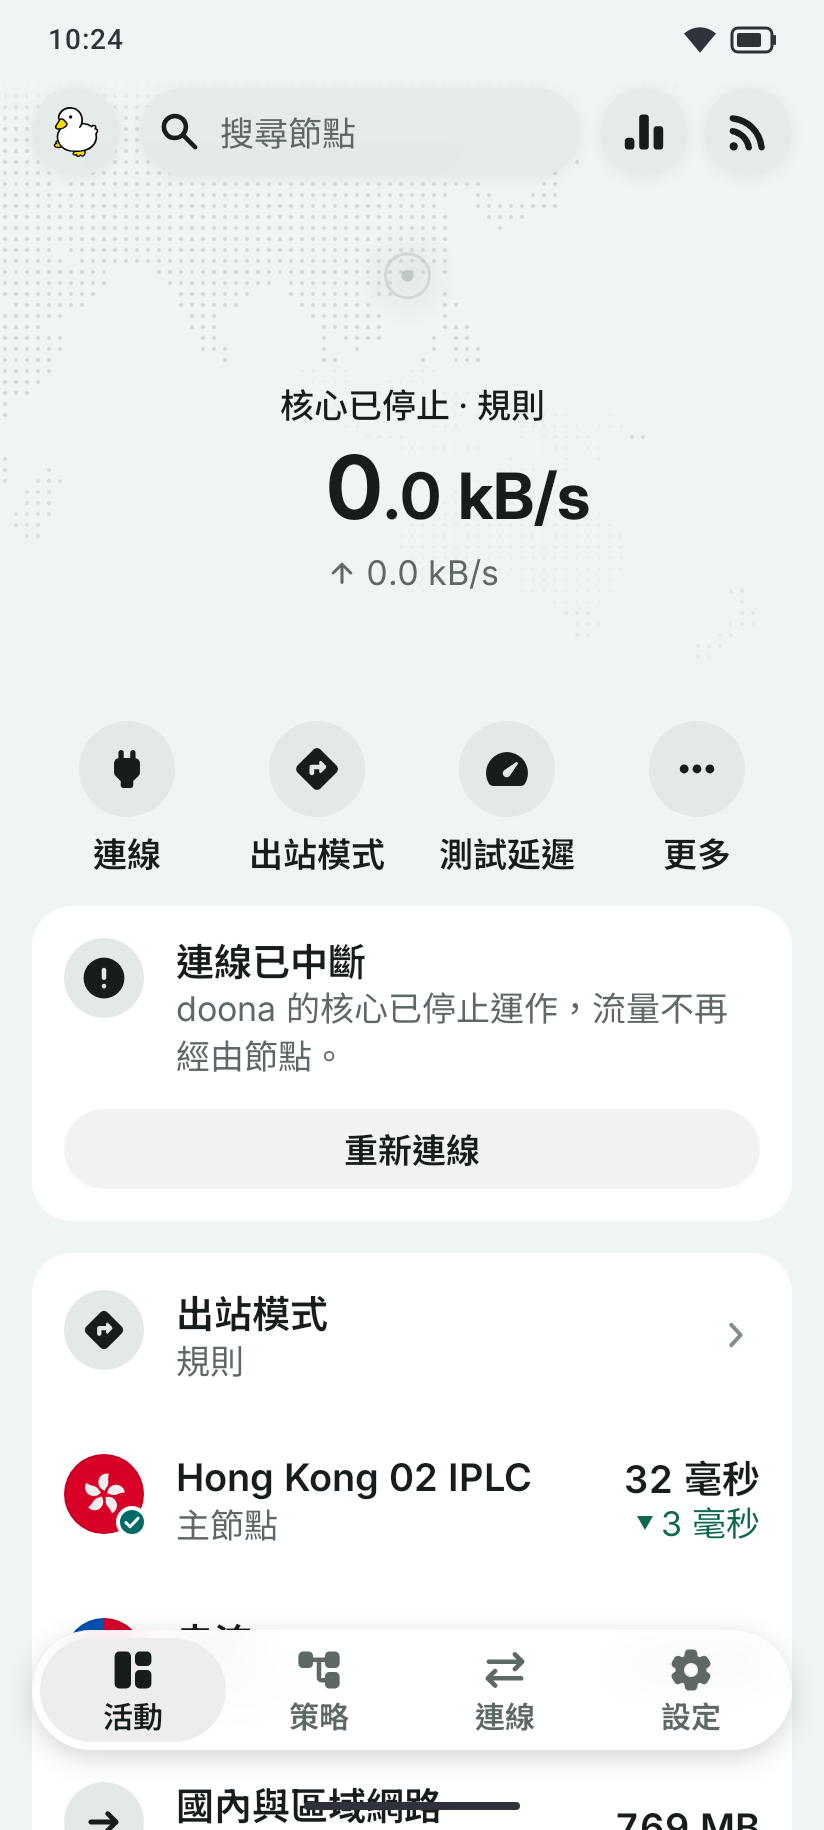 10:24
搜尋節點
核心已停止 · 規則
0.0 kB/s
↑ 0.0 kB/s
連線
出站模式
測試延遲
更多
連線已中斷
doona 的核心已停止運作，流量不再
經由節點。
重新連線
出站模式
規則
Hong Kong 02 IPLC
32 毫秒
主節點
▼3 毫秒
活動
策略
連線
設定
國內與區域網路
769 MB